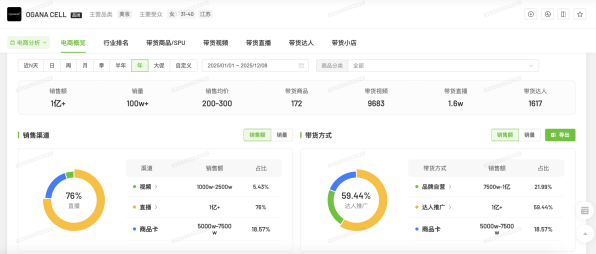 OGANA CELL 品牌 主营品类 美妆 主要受众 女 31-40 江苏
电商分析 电商概览 行业排名 带货商品/SPU 带货视频 带货直播 带货达人 带货小店
近N天 日 周 月 季 半年 年 大促 自定义 2025/01/01 ~ 2025/12/08 商品分类 全部
销售额 销量 销售均价 带货商品 带货视频 带货直播 带货达人
1亿+ 100w+ 200-300 172 9683 1.6w 1617
销售渠道 销售额 销量
76%
直播
渠道 销售额 占比
视频 1000w-2500w 5.43%
直播 1亿+ 76%
商品卡 5000w-7500w 18.57%
带货方式 销售额 销量 导出
59.44%
达人推广
带货方式 销售额 占比
品牌自营 7500w-1亿 21.99%
达人推广 1亿+ 59.44%
商品卡 5000w-7500w 18.57%